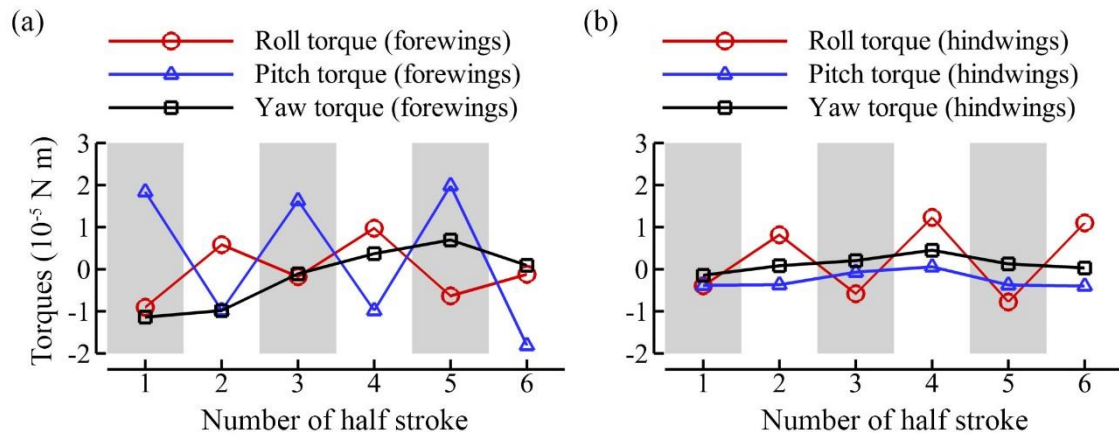 (a)
Roll torque (forewings)
Pitch torque (forewings)
Yaw torque (forewings)
3
2
1
0
-1
-2
Torques (10⁻⁵ N m)
1 2 3 4 5 6
Number of half stroke
(b)
Roll torque (hindwings)
Pitch torque (hindwings)
Yaw torque (hindwings)
3
2
1
0
-1
-2
1 2 3 4 5 6
Number of half stroke